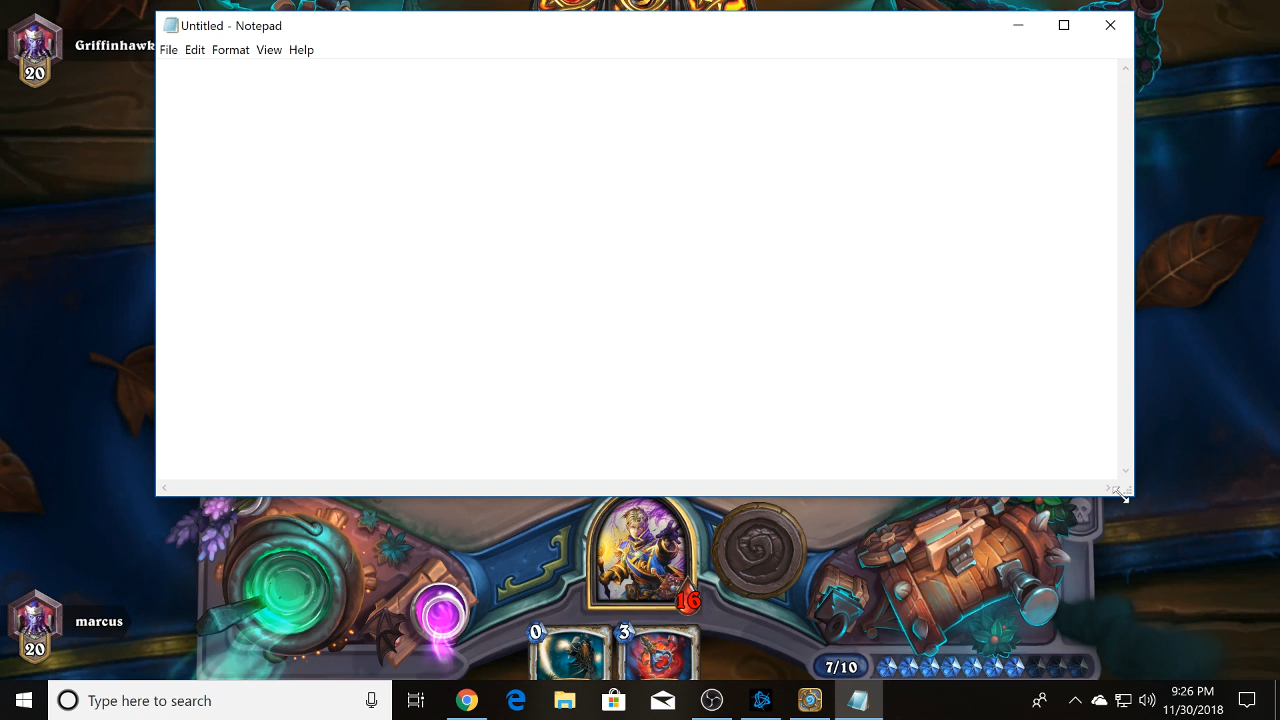 Untitled - Notepad
File Edit Format View Help
Griffinhawk
20
16
marcus
20
0
3
7/10
Type here to search
9:26 PM
11/30/2018